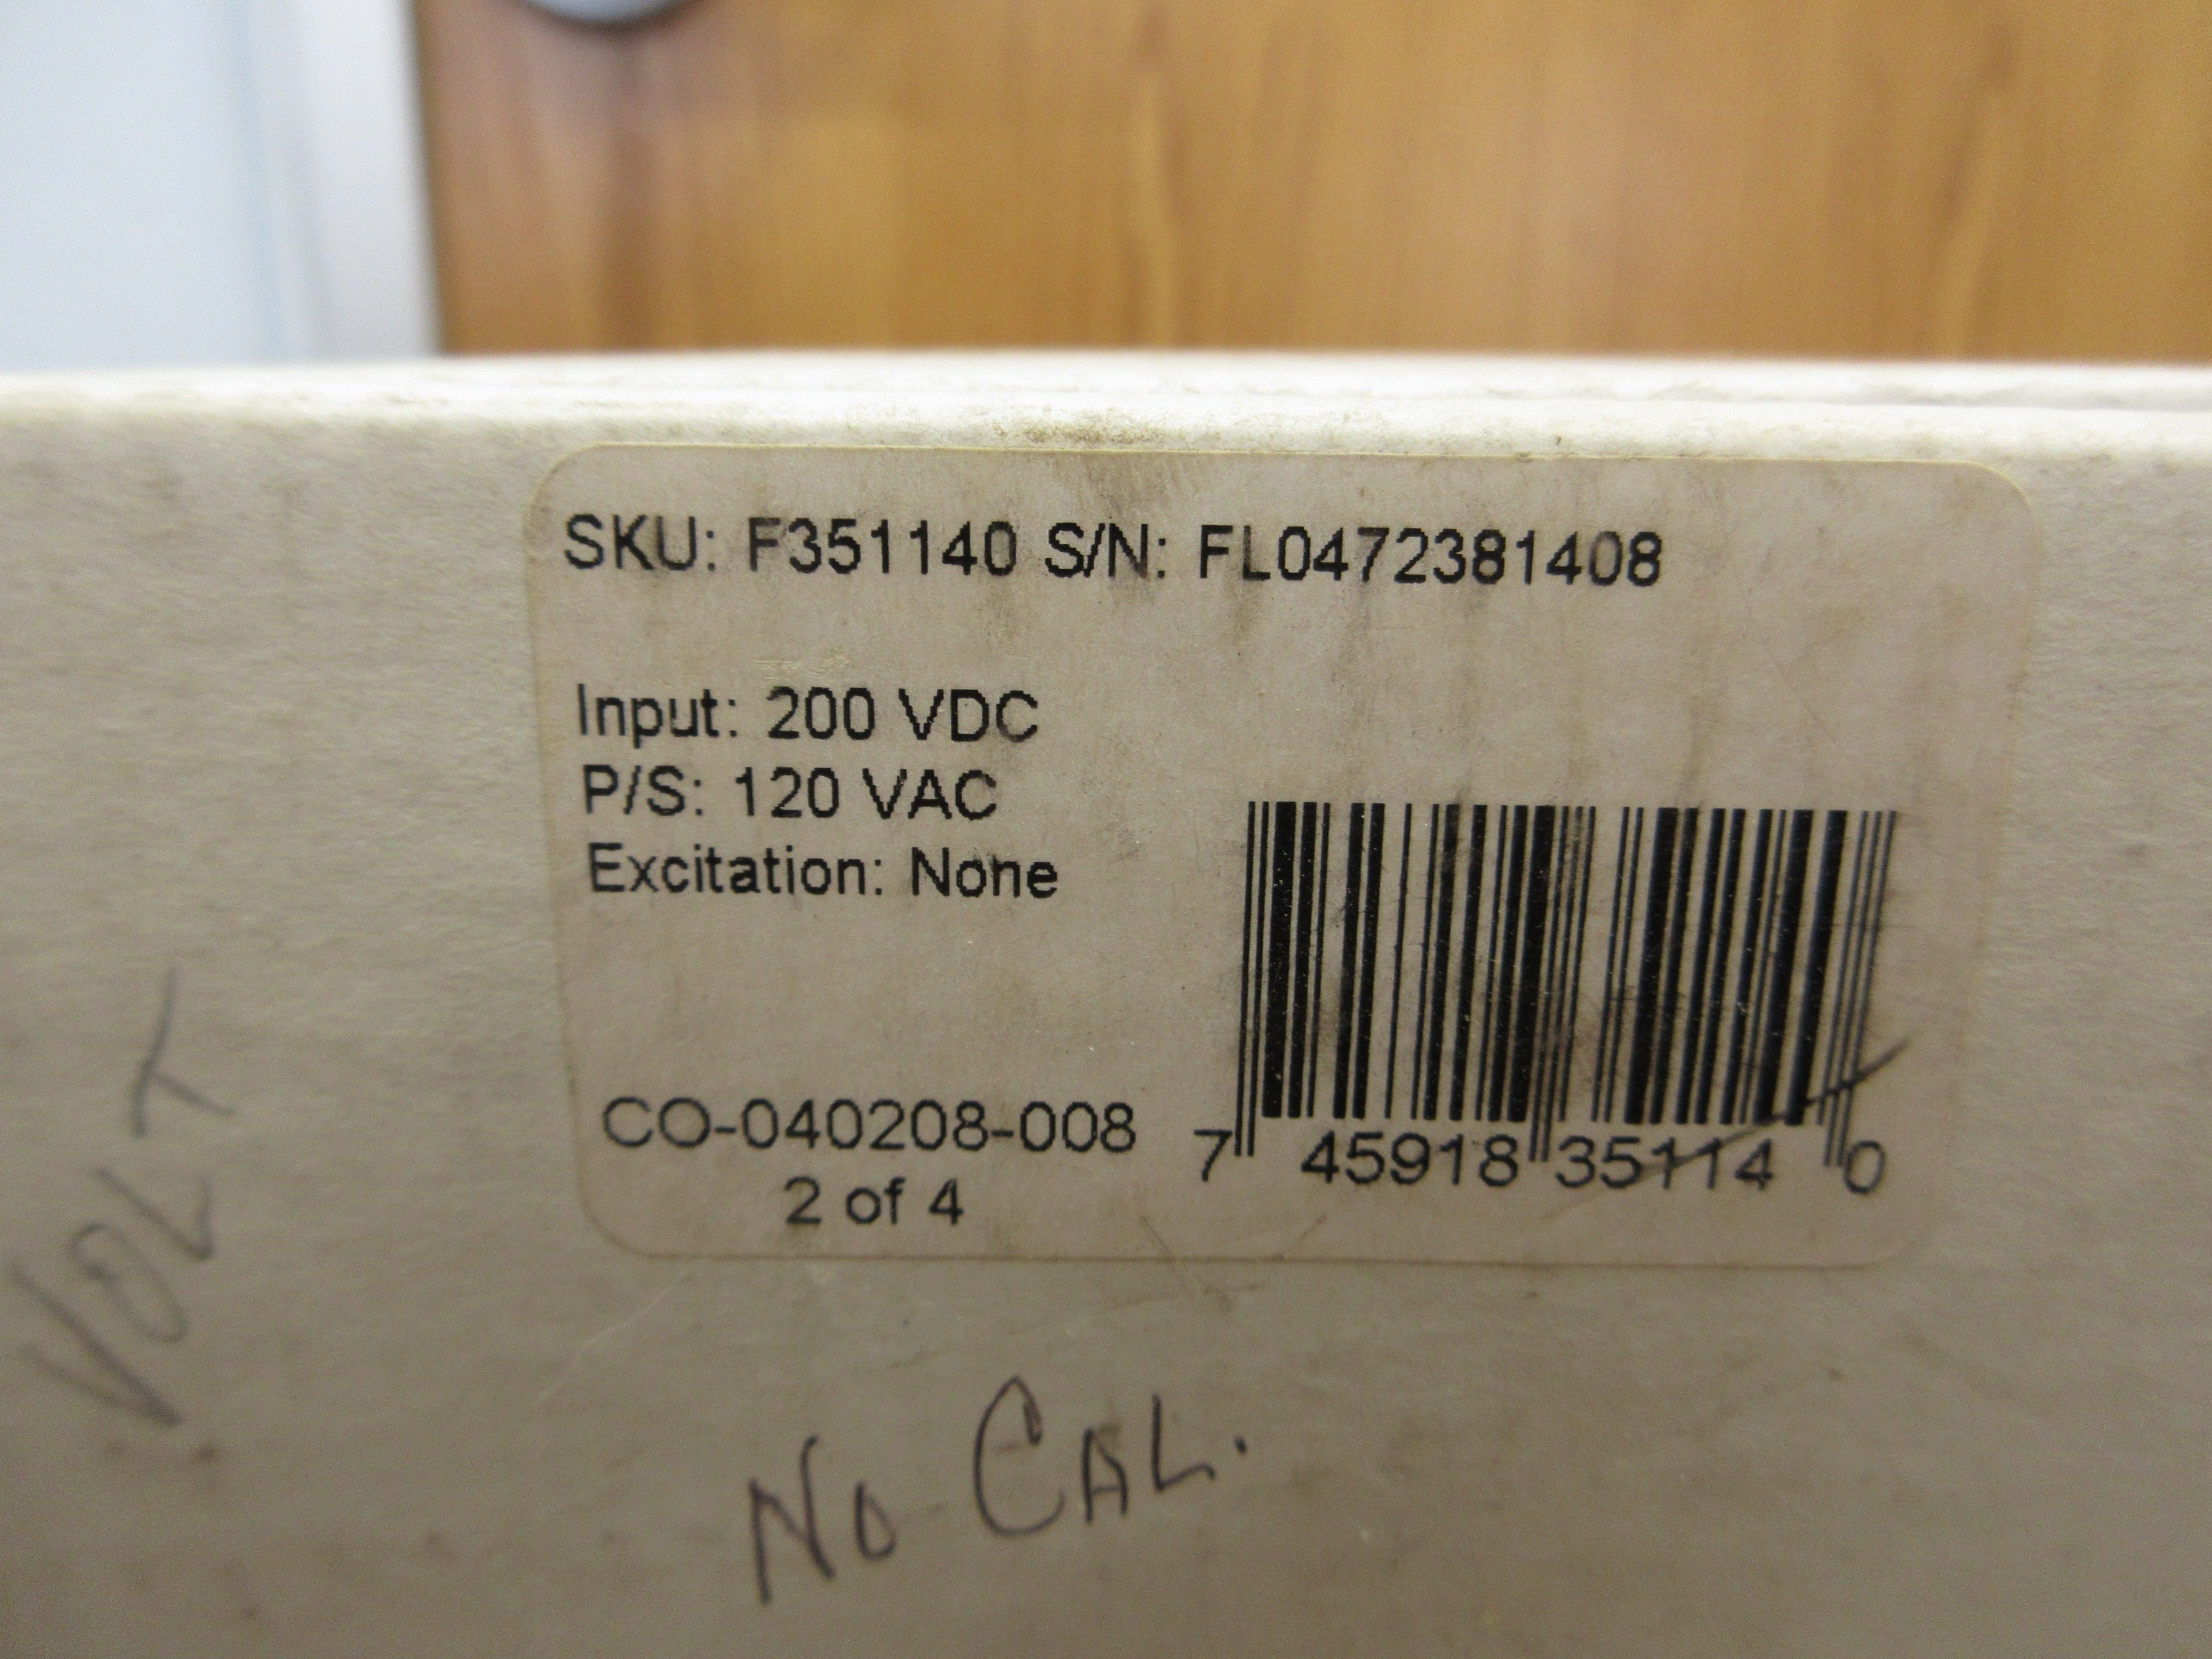 SKU: F351140 S/N: FL0472381408
Input: 200 VDC
P/S: 120 VAC
Excitation: None
CO-040208-008
2 of 4
7 45918 35114 0
VOLT
No CAL.